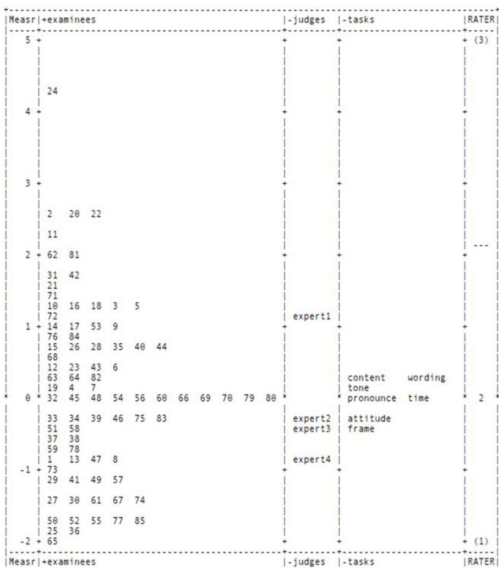 |Measr|+examinees |-judges |-tasks |RATER|
5 + (3)
24
4
3
2 20 22
11
---
2 + 62 81
31 42
21
71
10 16 18 3 5
72 expert1
1 + 14 17 53 9
76 84
15 26 28 35 40 44
68
12 23 43 6
63 64 82 content wording
19 4 7 tone
* 0 * 32 45 48 54 56 60 66 69 70 79 80 * * pronounce time * 2 *
33 34 39 46 75 83 expert2 attitude
51 58 expert3 frame
37 38
59 78
1 13 47 8 expert4
-1 + 73
29 41 49 57
27 30 61 67 74
50 52 55 77 85
25 36
-2 + 65 + (1)
|Measr|+examinees |-judges |-tasks |RATER|